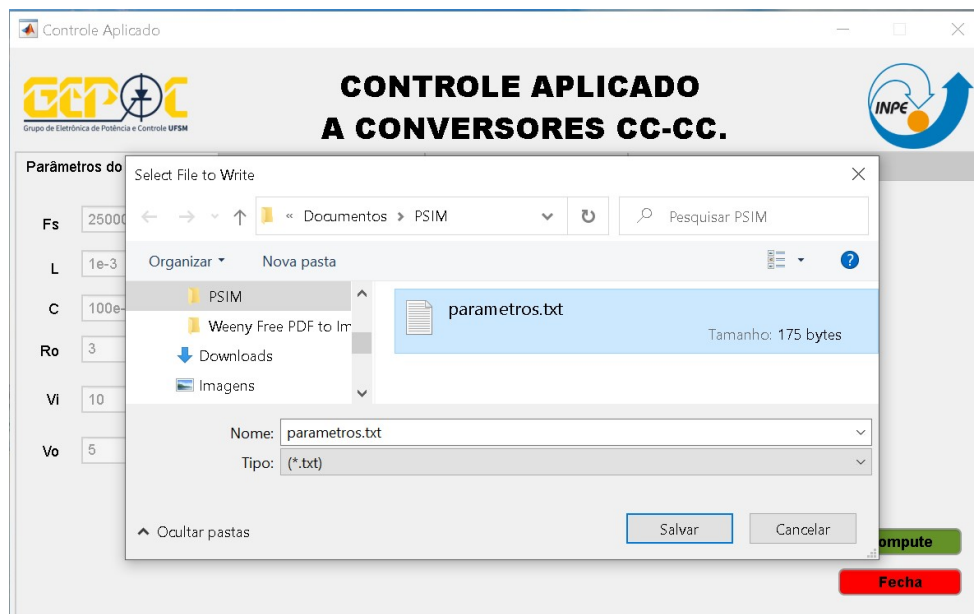 Controle Aplicado
GEPOC
Grupo de Eletrônica de Potência e Controle UFSM
CONTROLE APLICADO
A CONVERSORES CC-CC.
INPE
Parâmetros do
Select File to Write
« Documentos > PSIM
Pesquisar PSIM
Organizar
Nova pasta
PSIM
Weeny Free PDF to Im
Downloads
Imagens
parametros.txt
Tamanho: 175 bytes
Fs 25000
L 1e-3
C 100e-
Ro 3
Vi 10
Vo 5
Nome: parametros.txt
Tipo: (*.txt)
Ocultar pastas
Salvar
Cancelar
ompute
Fecha